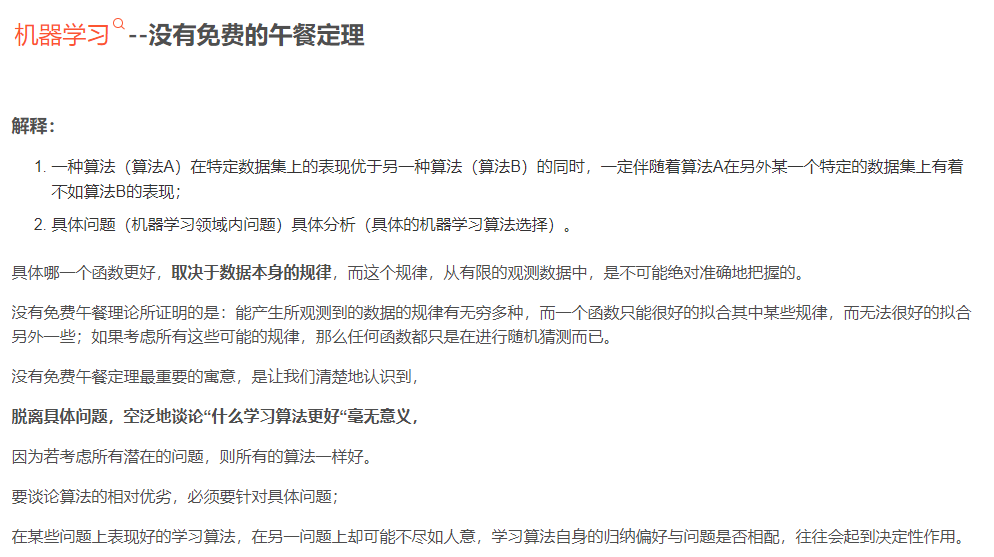 机器学习--没有免费的午餐定理
解释：
1. 一种算法（算法A）在特定数据集上的表现优于另一种算法（算法B）的同时，一定伴随着算法A在另外某一个特定的数据集上有着
不如算法B的表现；
2. 具体问题（机器学习领域内问题）具体分析（具体的机器学习算法选择）。
具体哪一个函数更好，取决于数据本身的规律，而这个规律，从有限的观测数据中，是不可能绝对准确地把握的。
没有免费午餐理论所证明的是：能产生所观测到的数据的规律有无穷多种，而一个函数只能很好的拟合其中某些规律，而无法很好的拟合
另外一些；如果考虑所有这些可能的规律，那么任何函数都只是在进行随机猜测而已。
没有免费午餐定理最重要的寓意，是让我们清楚地认识到，
脱离具体问题，空泛地谈论“什么学习算法更好“毫无意义，
因为若考虑所有潜在的问题，则所有的算法一样好。
要谈论算法的相对优劣，必须要针对具体问题；
在某些问题上表现好的学习算法，在另一问题上却可能不尽如人意，学习算法自身的归纳偏好与问题是否相配，往往会起到决定性作用。